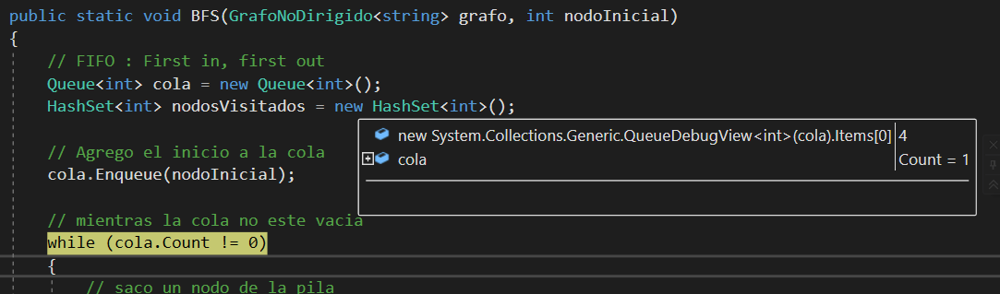 public static void BFS(GrafoNoDirigido<string> grafo, int nodoInicial)
{
// FIFO : First in, first out
Queue<int> cola = new Queue<int>();
HashSet<int> nodosVisitados = new HashSet<int>();
new System.Collections.Generic.QueueDebugView<int>(cola).Items[0] 4
cola Count = 1
// Agrego el inicio a la cola
cola.Enqueue(nodoInicial);
// mientras la cola no este vacia
while (cola.Count != 0)
{
// saco un nodo de la pila